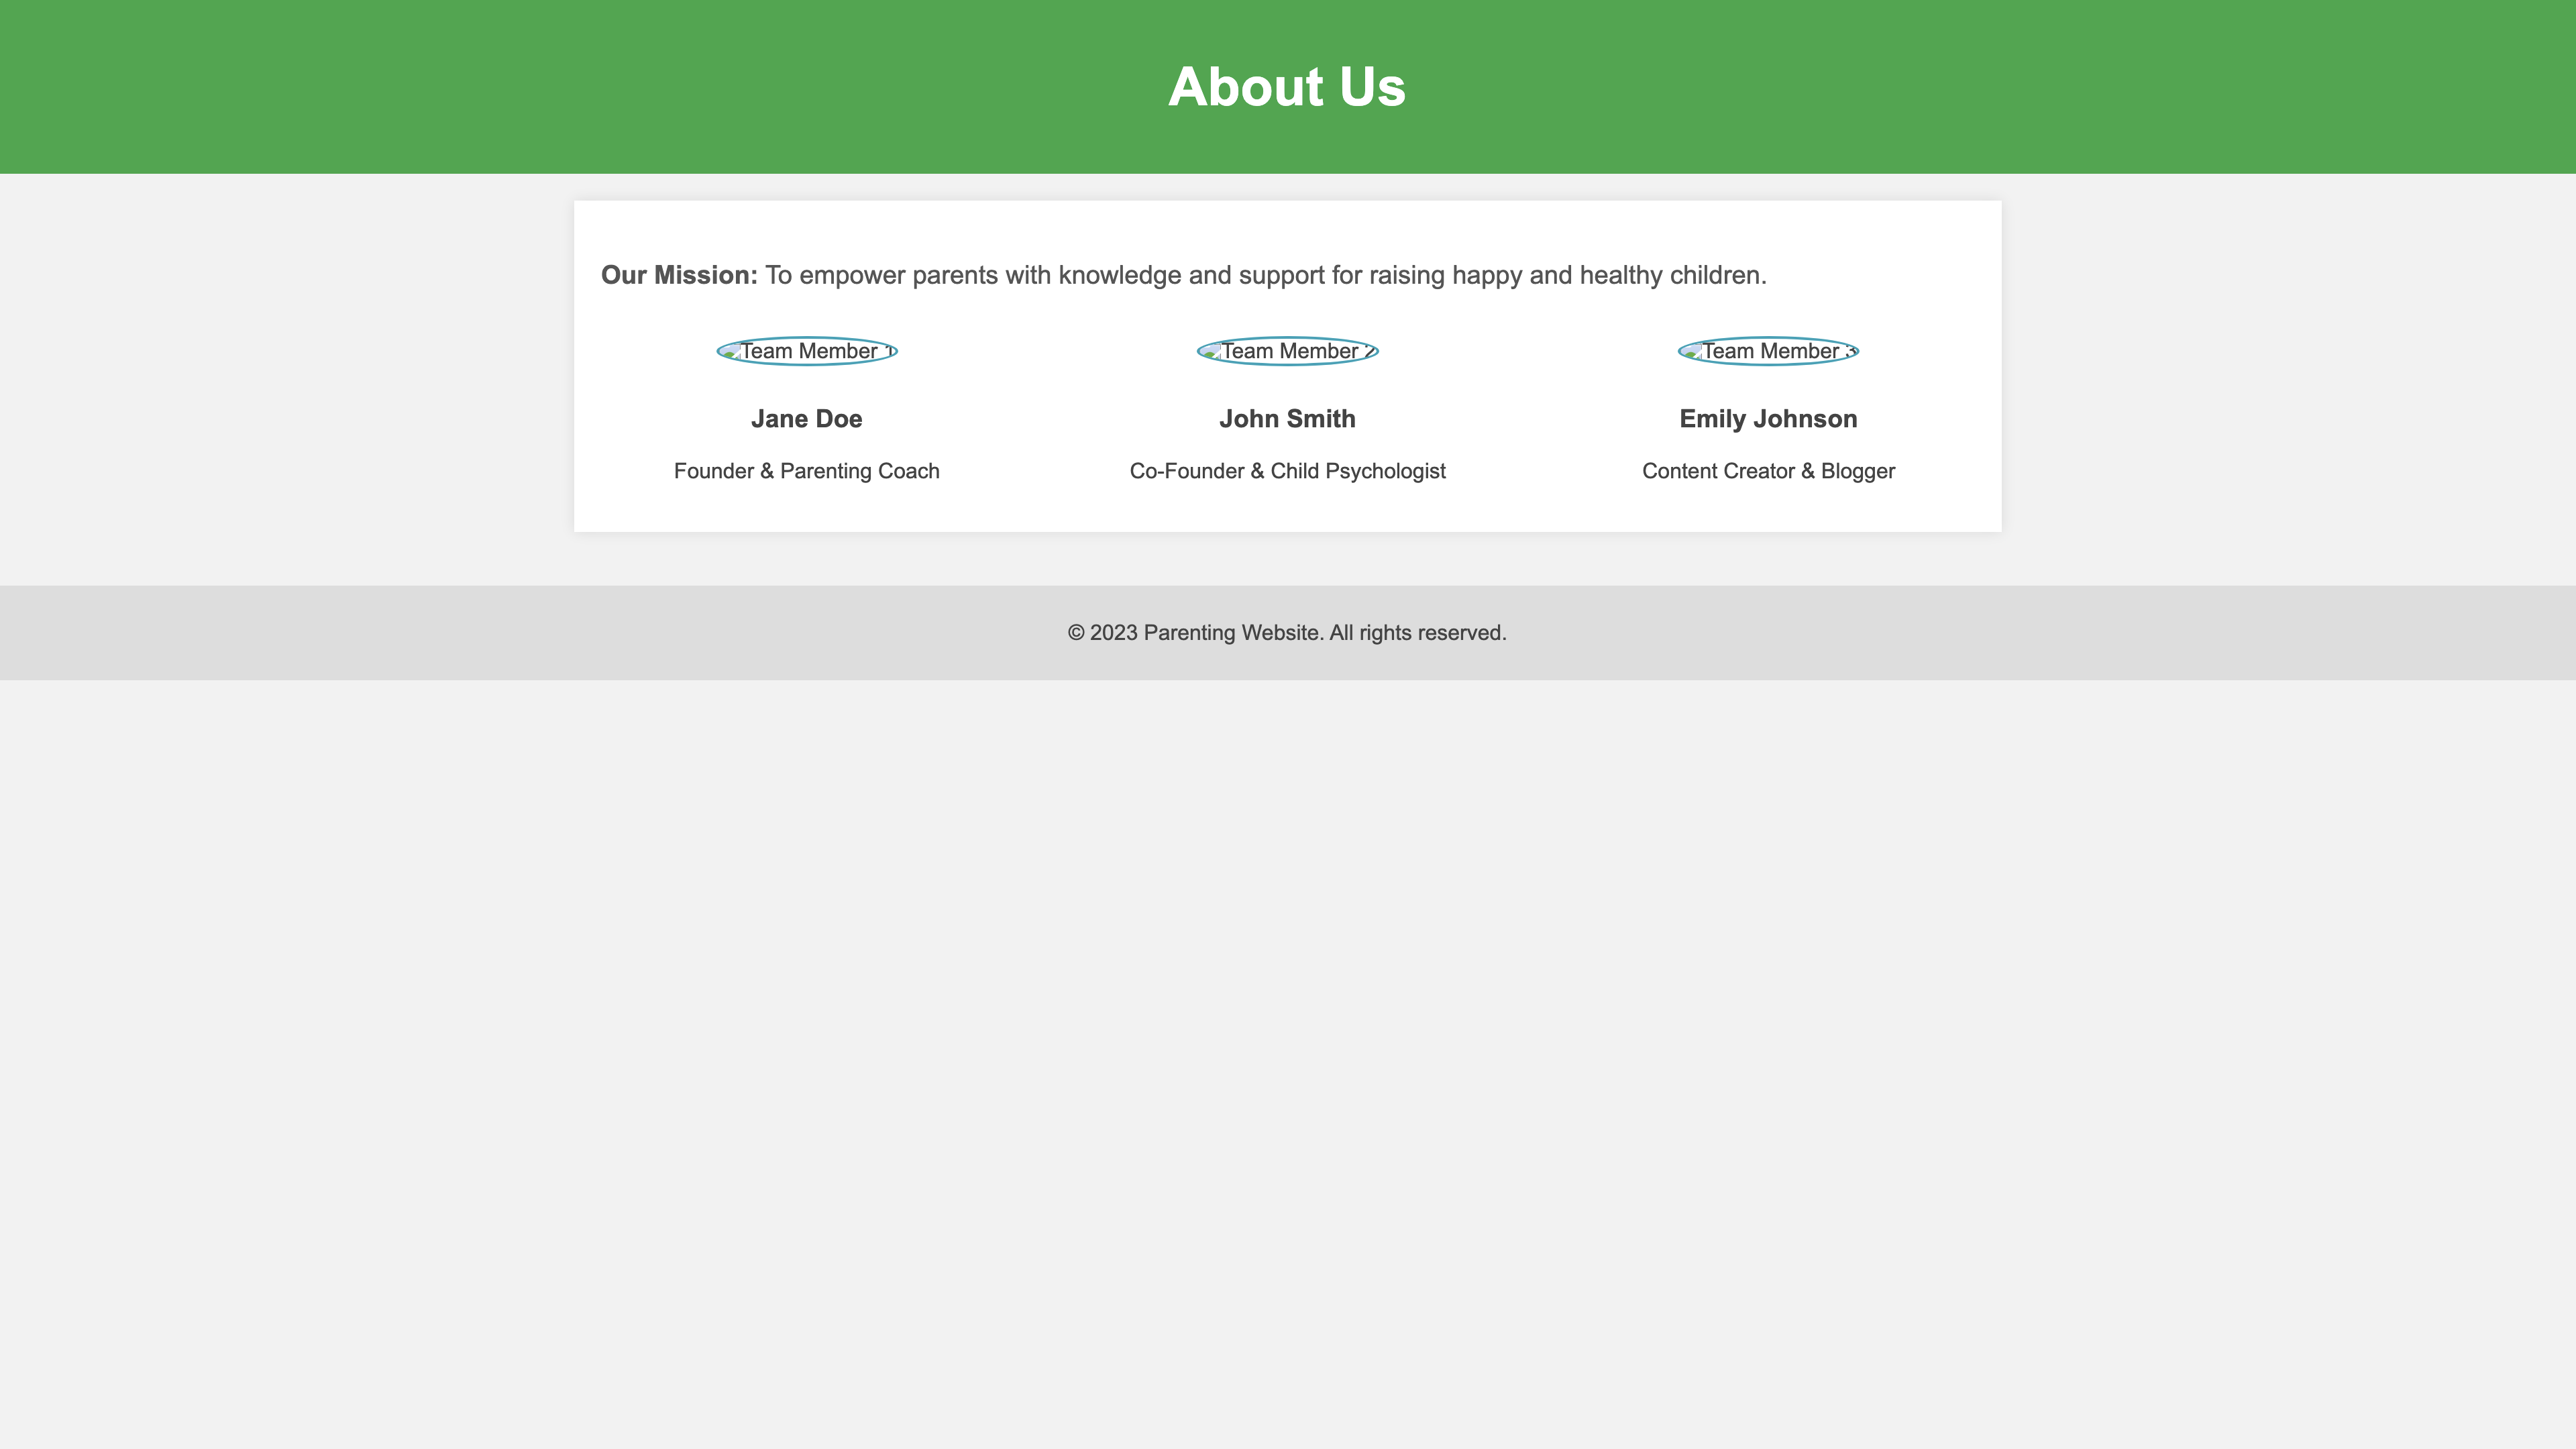 About Us
Our Mission: To empower parents with knowledge and support for raising happy and healthy children.
Team Member 1
Team Member 2
Team Member 3
Jane Doe
John Smith
Emily Johnson
Founder & Parenting Coach
Co-Founder & Child Psychologist
Content Creator & Blogger
© 2023 Parenting Website. All rights reserved.